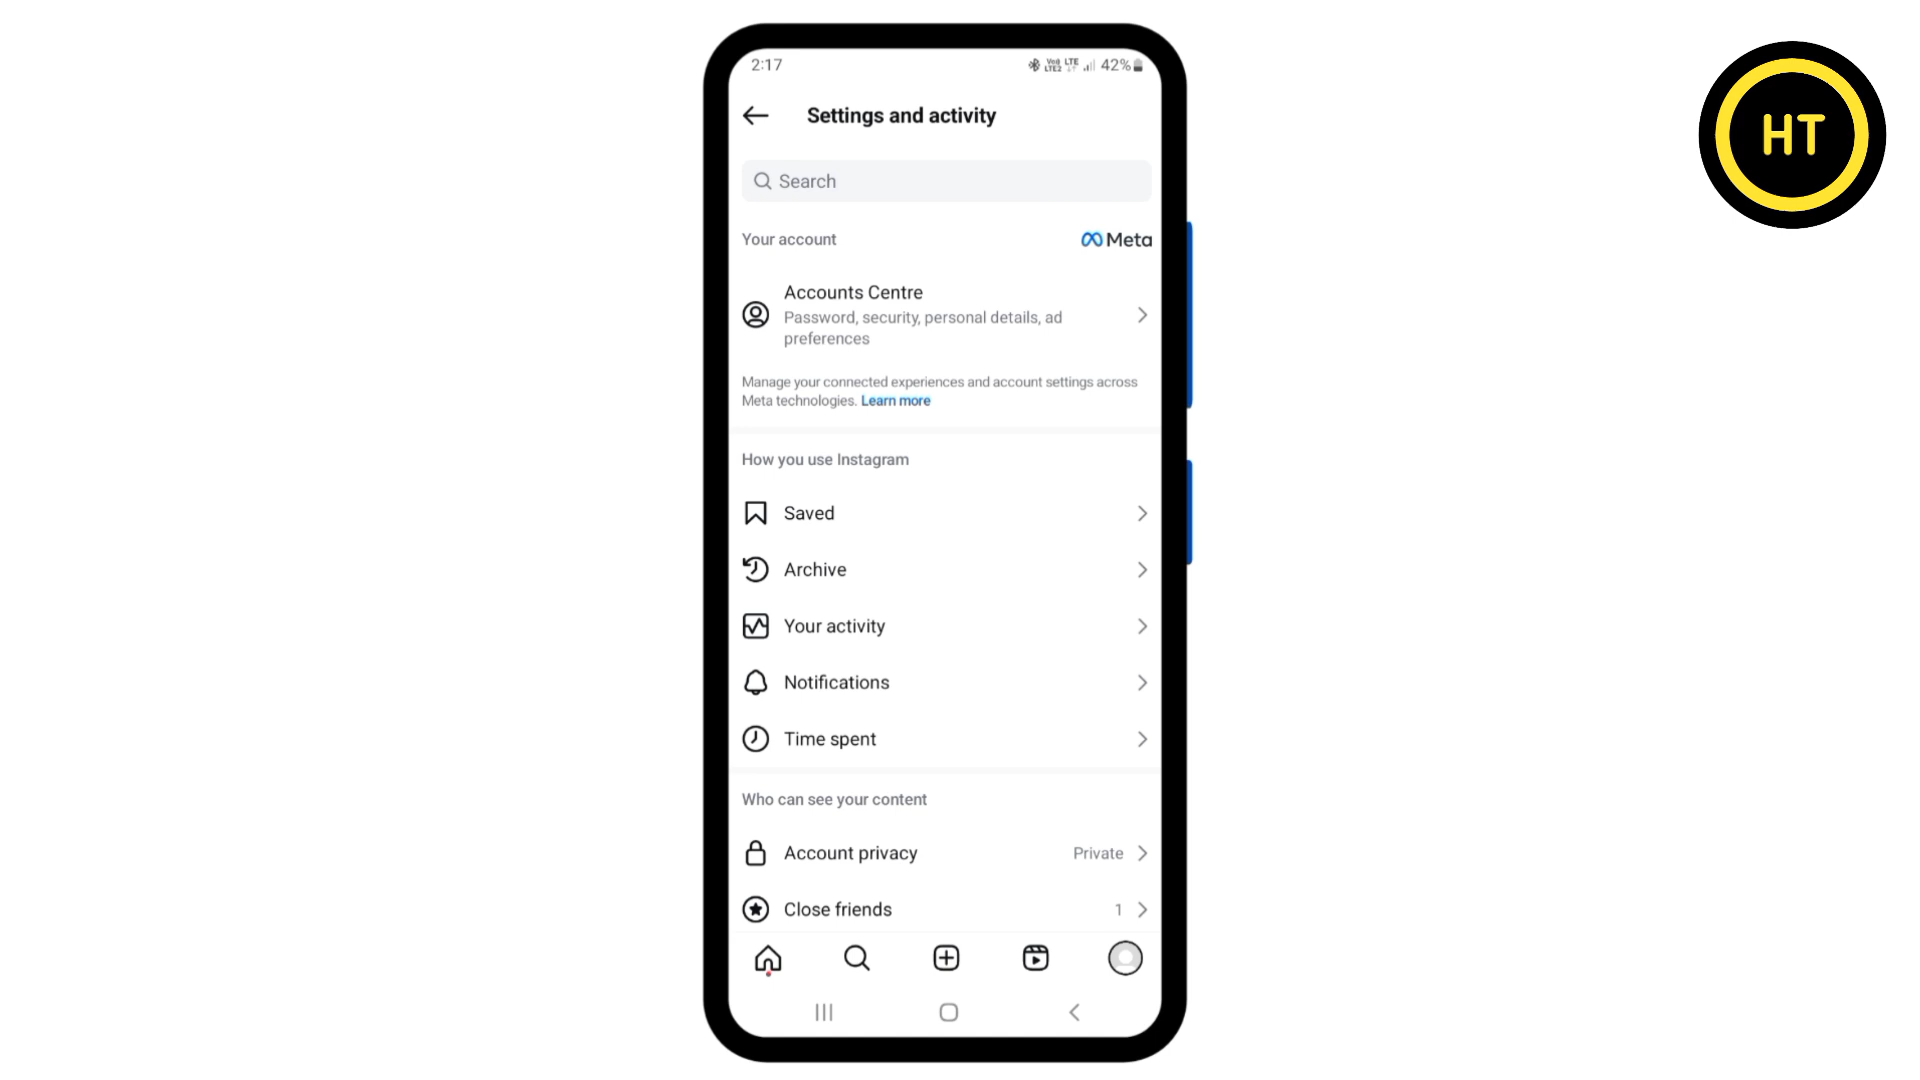 2:17
42%
Settings and activity
HT
Search
Your account
Meta
Accounts Centre
Password, security, personal details, ad
preferences
Manage your connected experiences and account settings across
Meta technologies. Learn more
How you use Instagram
Saved
Archive
Your activity
Notifications
Time spent
Who can see your content
Account privacy Private
Close friends 1